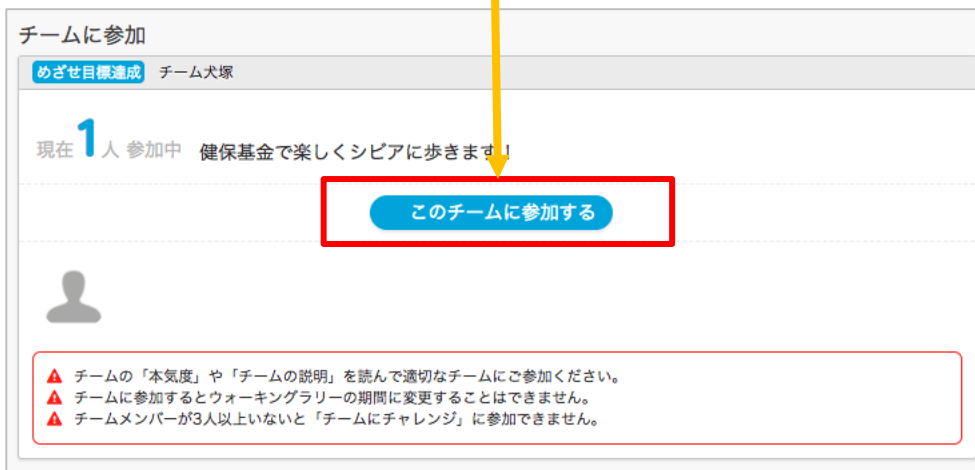 チームに参加
めざせ目標達成 チーム犬塚
現在 1 人 参加中 健保基金で楽しくシビアに歩きます!
このチームに参加する
チームの「本気度」や「チームの説明」を読んで適切なチームにご参加ください。
チームに参加するとウォーキングラリーの期間に変更することはできません。
チームメンバーが3人以上いないと「チームにチャレンジ」に参加できません。